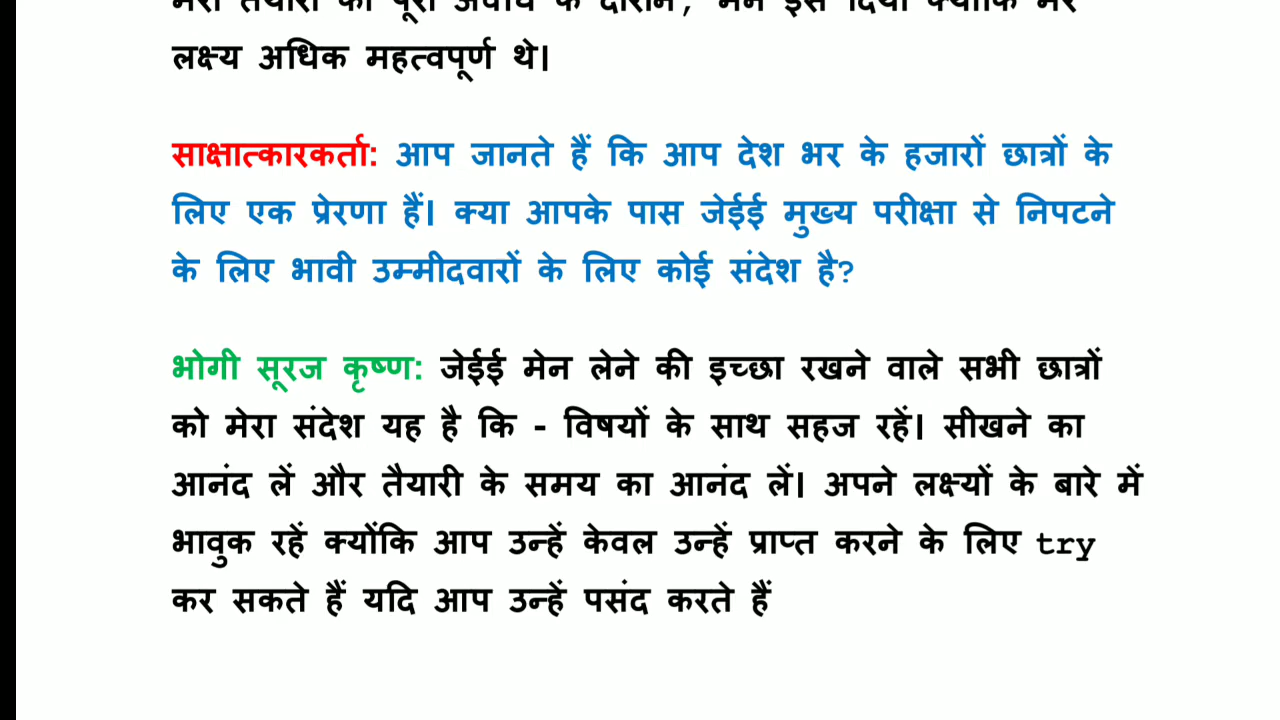 लक्ष्य अधिक महत्वपूर्ण थे।
साक्षात्कारकर्ता: आप जानते हैं कि आप देश भर के हजारों छात्रों के
लिए एक प्रेरणा हैं। क्या आपके पास जेईई मुख्य परीक्षा से निपटने
के लिए भावी उम्मीदवारों के लिए कोई संदेश है?
भोगी सूरज कृष्ण: जेईई मेन लेने की इच्छा रखने वाले सभी छात्रों
को मेरा संदेश यह है कि - विषयों के साथ सहज रहें। सीखने का
आनंद लें और तैयारी के समय का आनंद लें। अपने लक्ष्यों के बारे में
भावुक रहें क्योंकि आप उन्हें केवल उन्हें प्राप्त करने के लिए try
कर सकते हैं यदि आप उन्हें पसंद करते हैं